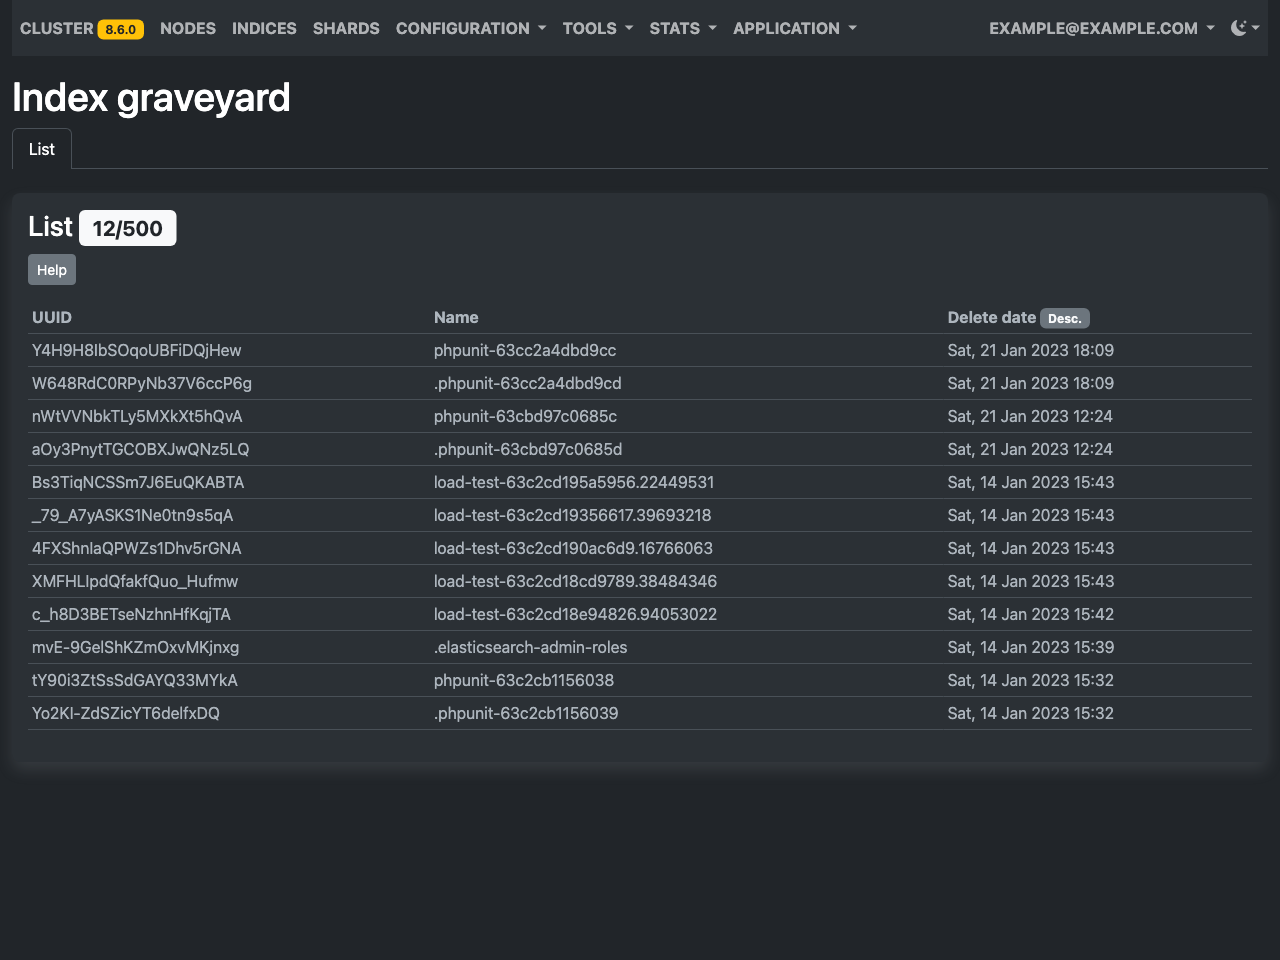 CLUSTER 8.6.0 NODES INDICES SHARDS CONFIGURATION TOOLS STATS APPLICATION EXAMPLE@EXAMPLE.COM
Index graveyard
List
List 12/500
Help
UUID Name Delete date Desc.
Y4H9H8IbSOqoUBFiDQjHew phpunit-63cc2a4dbd9cc Sat, 21 Jan 2023 18:09
W648RdC0RPyNb37V6ccP6g .phpunit-63cc2a4dbd9cd Sat, 21 Jan 2023 18:09
nWtVVNbkTLy5MXkXt5hQvA phpunit-63cbd97c0685c Sat, 21 Jan 2023 12:24
aOy3PnytTGCOBXJwQNz5LQ .phpunit-63cbd97c0685d Sat, 21 Jan 2023 12:24
Bs3TiqNCSSm7J6EuQKABTA load-test-63c2cd195a5956.22449531 Sat, 14 Jan 2023 15:43
_79_A7yASKS1Ne0tn9s5qA load-test-63c2cd19356617.39693218 Sat, 14 Jan 2023 15:43
4FXShnlaQPWZs1Dhv5rGNA load-test-63c2cd190ac6d9.16766063 Sat, 14 Jan 2023 15:43
XMFHLlpdQfakfQuo_Hufmw load-test-63c2cd18cd9789.38484346 Sat, 14 Jan 2023 15:43
c_h8D3BETseNzhnHfKqjTA load-test-63c2cd18e94826.94053022 Sat, 14 Jan 2023 15:42
mvE-9GelShKZmOxvMKjnxg .elasticsearch-admin-roles Sat, 14 Jan 2023 15:39
tY90i3ZtSsSdGAYQ33MYkA phpunit-63c2cb1156038 Sat, 14 Jan 2023 15:32
Yo2Kl-ZdSZicYT6delfxDQ .phpunit-63c2cb1156039 Sat, 14 Jan 2023 15:32